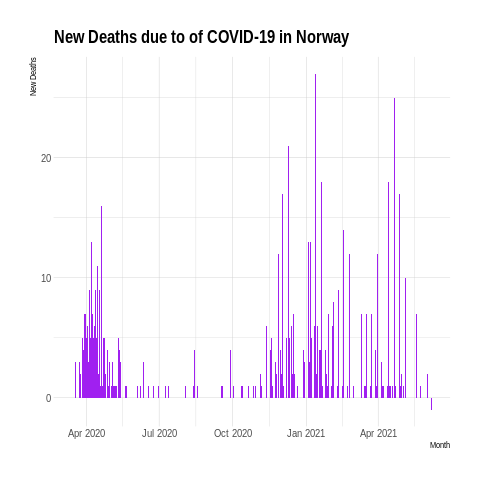 New Deaths due to of COVID-19 in Norway
New Deaths
20
10
0
Apr 2020 Jul 2020 Oct 2020 Jan 2021 Apr 2021
Month